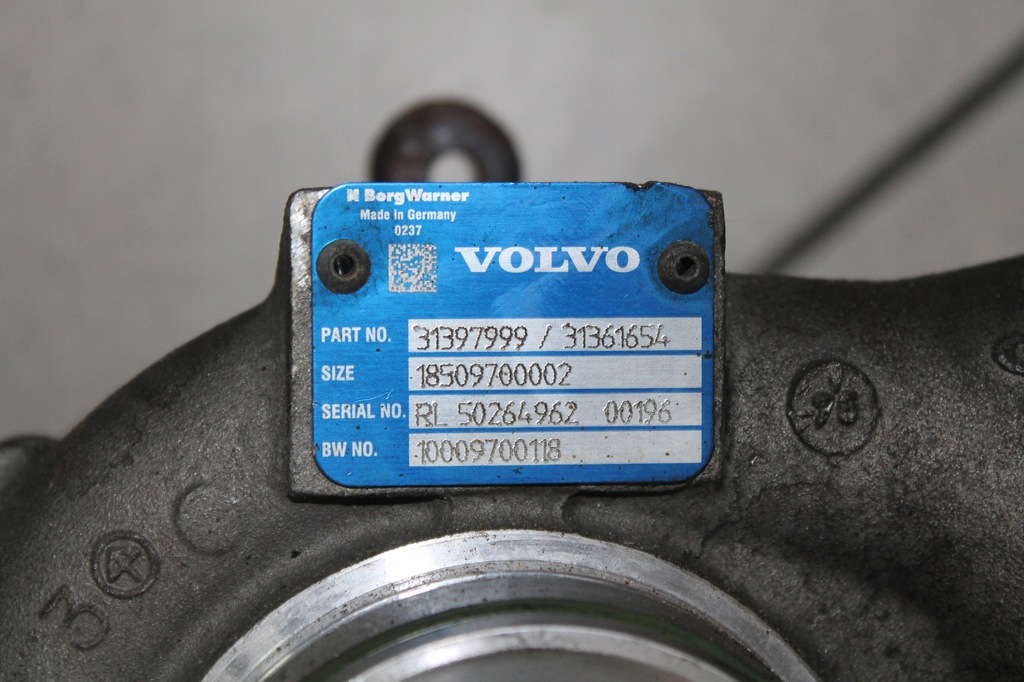 BorgWarner
Made in Germany
0237
VOLVO
PART NO. 31397999 / 31361654
SIZE 18509700002
SERIAL NO. RL 50264962 00196
BW NO. 10009700118
3